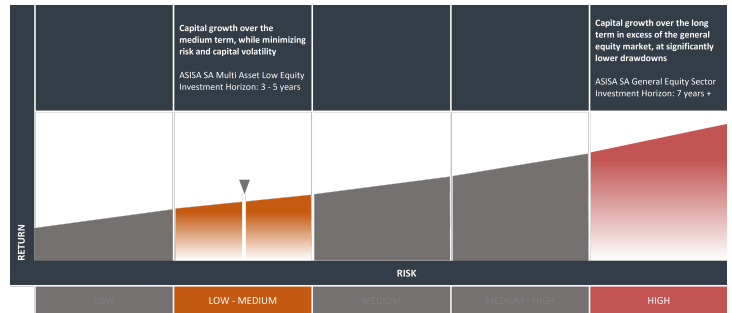 Capital growth over the
medium term, while minimizing
risk and capital volatility
ASISA SA Multi Asset Low Equity
Investment Horizon: 3 - 5 years
Capital growth over the long
term in excess of the general
equity market, at significantly
lower drawdowns
ASISA SA General Equity Sector
Investment Horizon: 7 years +
RETURN
RISK
LOW
LOW - MEDIUM
MEDIUM
MEDIUM - HIGH
HIGH